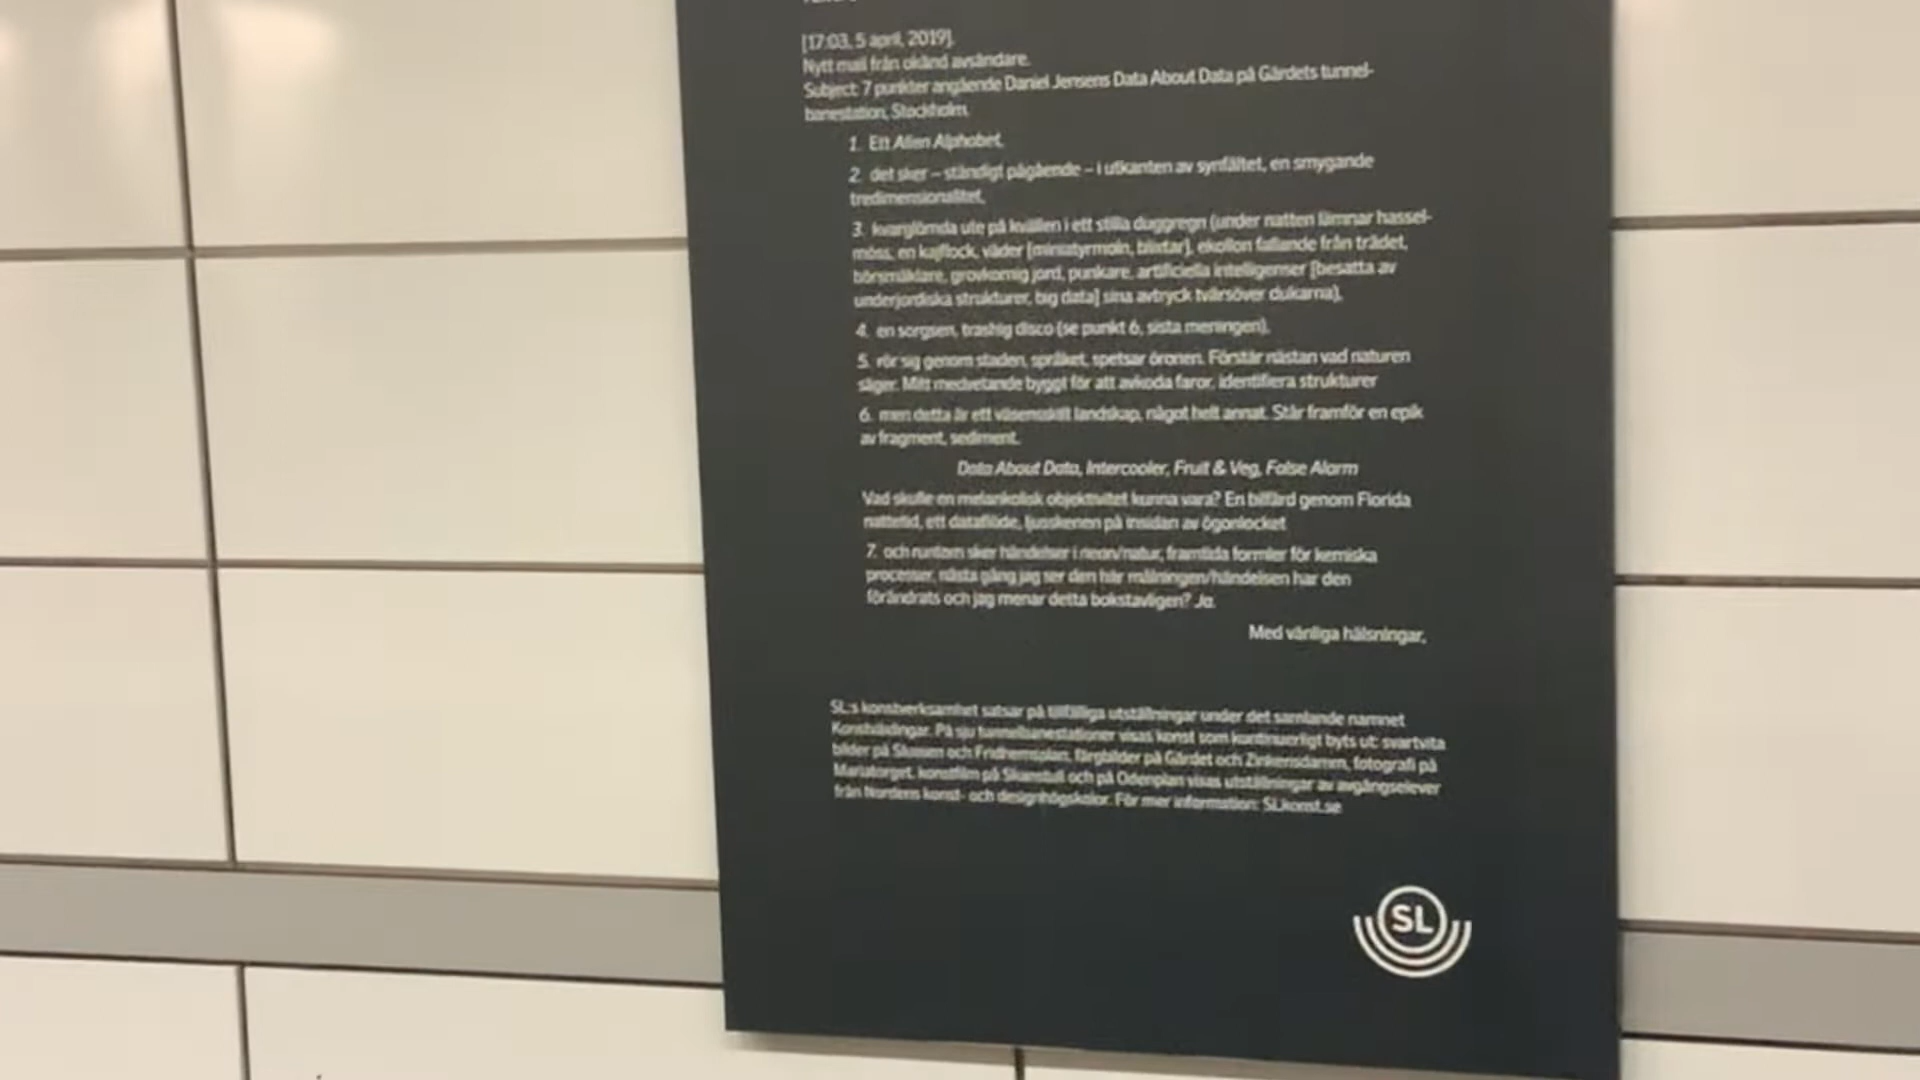 [17:03, 5 april, 2019].
Nytt mail från okänd avsändare.
Subject: 7 punkter angående Daniel Jensens Data About Data på Gärdets tunnel-
banestation, Stockholm.
1. Ett Alien Alphabet,
2. det sker – ständigt pågående – i utkanten av synfältet, en smygande
tredimensionalitet,
3. kvarglömda ute på kvällen i ett stilla duggregn (under natten lämnar hassel-
möss, en kajflock, väder [miniatyrmoln, blixtar], ekollon fallande från trädet,
börsmäklare, grovkornig jord, punkare, artificiella intelligenser [besatta av
underjordiska strukturer, big data] sina avtryck tvärsöver dukarna),
4. en sorgsen, trashig disco (se punkt 6, sista meningen),
5. rör sig genom staden, språket, spetsar öronen. Förstår nästan vad naturen
säger. Mitt medvetande byggt för att avkoda faror, identifiera strukturer
6. men detta är ett väsensskilt landskap, något helt annat. Står framför en epik
av fragment, sediment.
Data About Data, Intercooler, Fruit & Veg, False Alarm
Vad skulle en melankolisk objektivitet kunna vara? En bilfärd genom Florida
nattetid, ett dataflöde, ljusskenen på insidan av ögonlocket
7. och runtom sker händelser i neon/natur, framtida formler för kemiska
processer, nästa gång jag ser den här målningen/händelsen har den
förändrats och jag menar detta bokstavligen? Ja.
Med vänliga hälsningar,
SL:s konstverksamhet satsar på tillfälliga utställningar under det samlande namnet
Konstväxlingar. På sju tunnelbanestationer visas konst som kontinuerligt byts ut: svartvita
bilder på Slussen och Fridhemsplan, färgbilder på Gärdet och Zinkensdamm, fotografi på
Mariatorget, konstfilm på Skanstull och på Odenplan visas utställningar av avgångselever
från Nordens konst- och designhögskolor. För mer information: SLkonst.se
SL